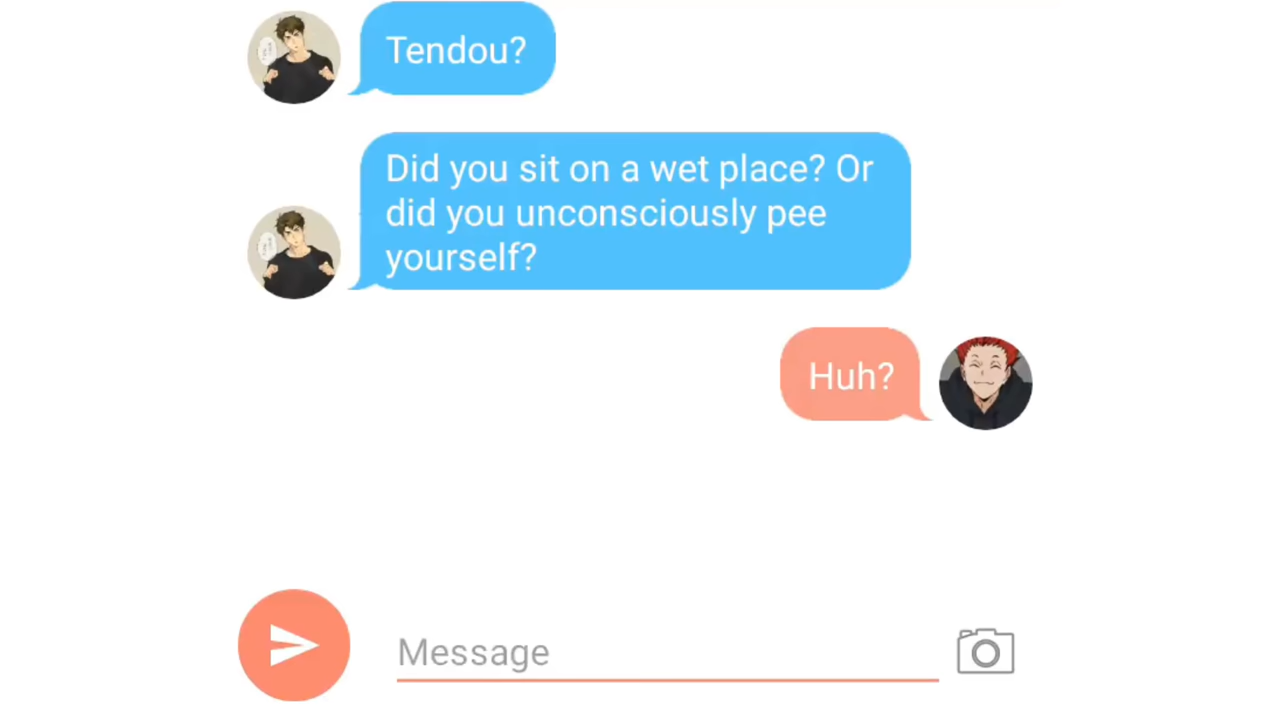 Tendou?
Did you sit on a wet place? Or
did you unconsciously pee
yourself?
Huh?
Message